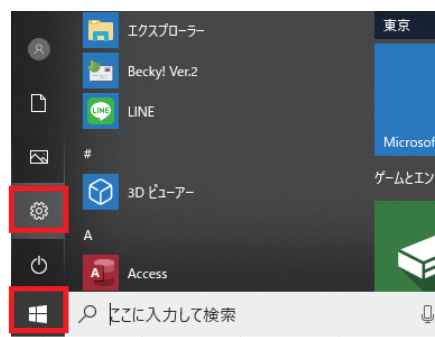 エクスプローラー
Becky! Ver.2
LINE
LINE
#
3D ビューアー
A
A
Access
ここに入力して検索
東京
Microsof
ゲームとエン